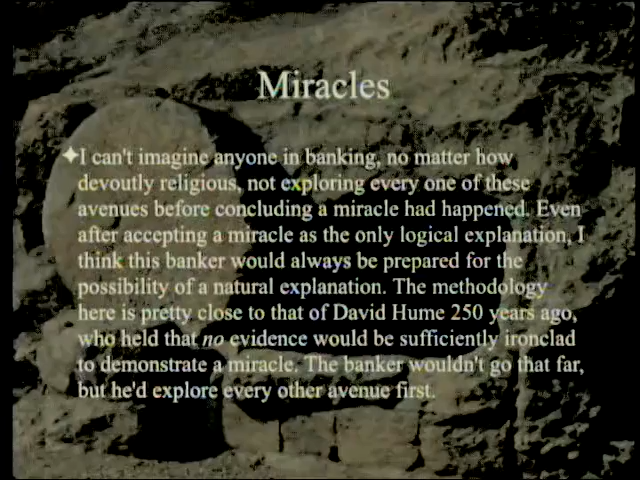 Miracles
✦I can't imagine anyone in banking, no matter how
devoutly religious, not exploring every one of these
avenues before concluding a miracle had happened. Even
after accepting a miracle as the only logical explanation, I
think this banker would always be prepared for the
possibility of a natural explanation. The methodology
here is pretty close to that of David Hume 250 years ago,
who held that no evidence would be sufficiently ironclad
to demonstrate a miracle. The banker wouldn't go that far,
but he'd explore every other avenue first.